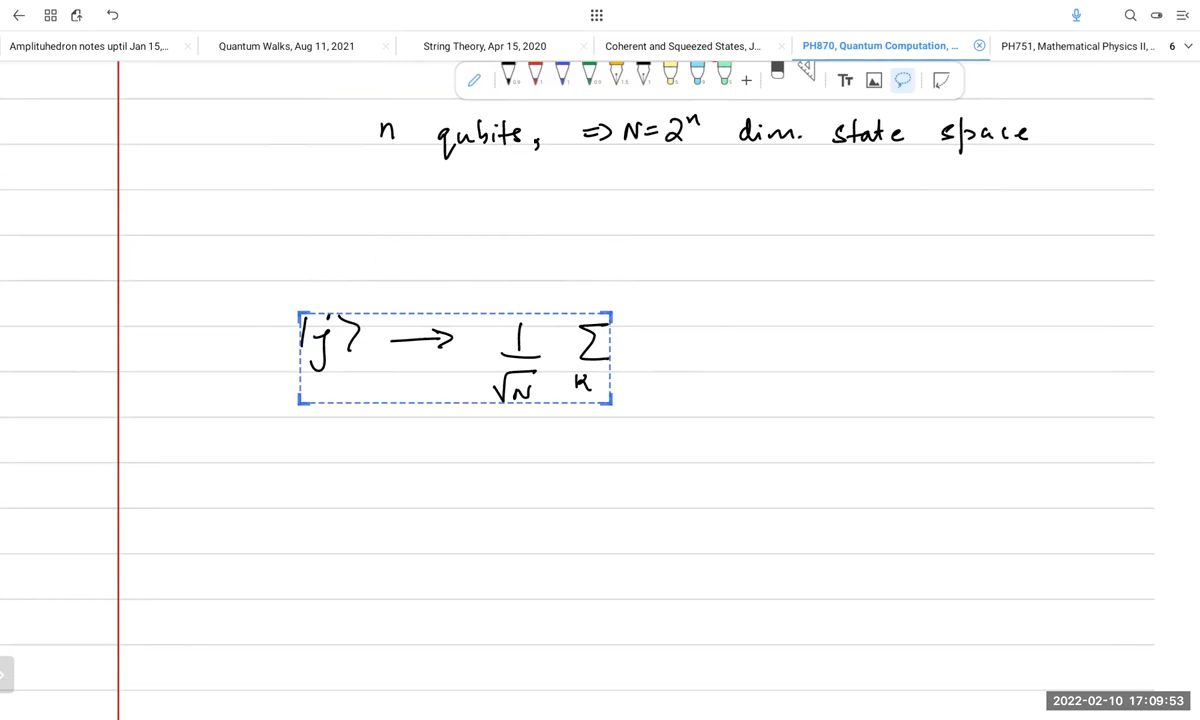 Amplituhedron notes uptil Jan 15,... Quantum Walks, Aug 11, 2021 String Theory, Apr 15, 2020 Coherent and Squeezed States, J... PH870, Quantum Computation, ... PH751, Mathematical Physics II, .. 6
Tт
n qubits, => N=2^n dim. state space
|j⟩ → 1/√N Σ_k
2022-02-10 17:09:53